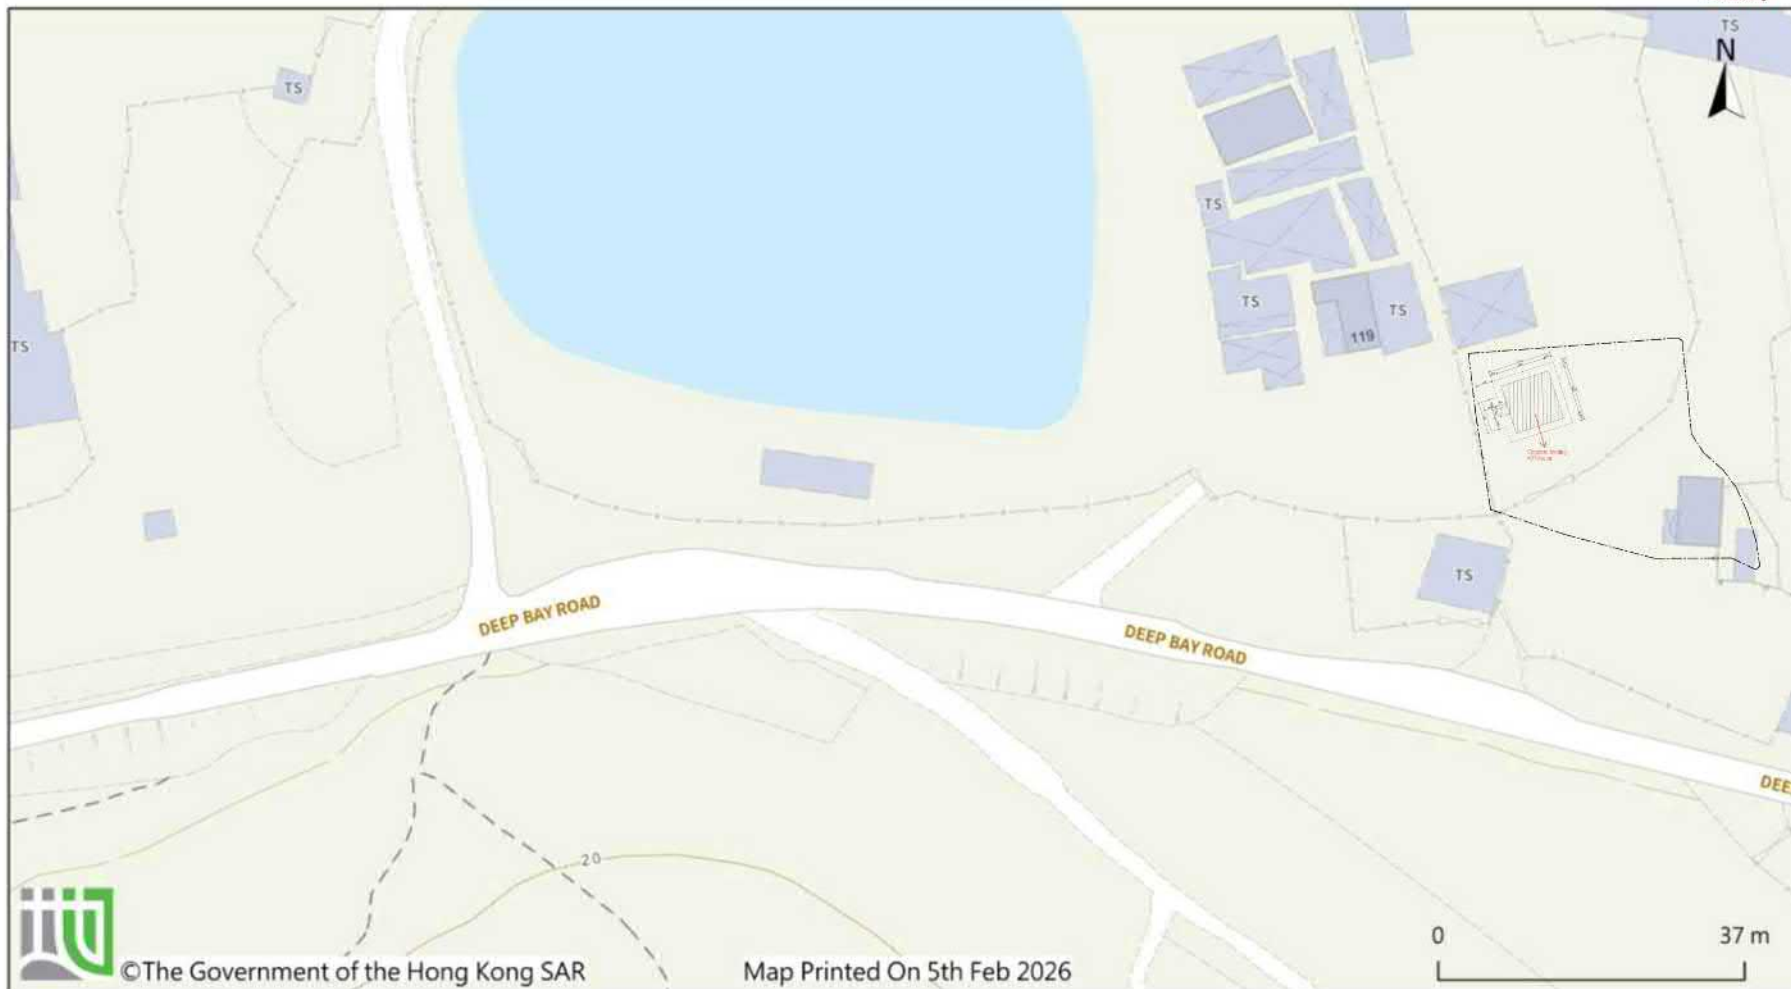 TS
N
TS
TS
TS
TS
119
TS
TS
DEEP BAY ROAD
DEEP BAY ROAD
DEE
20
0
37 m
©The Government of the Hong Kong SAR
Map Printed On 5th Feb 2026